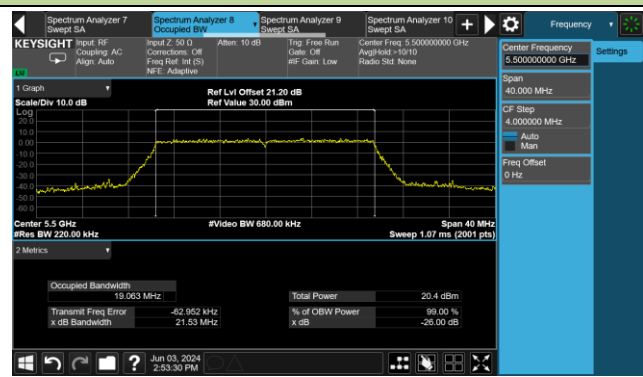 Spectrum Analyzer 7
Swept SA
Spectrum Analyzer 8
Occupied BW
Spectrum Analyzer 9
Swept SA
Spectrum Analyzer 10
Swept SA
Frequency
KEYSIGHT
Input: RF
Coupling: AC
Align: Auto
Input Z: 50 Ω
Corrections: Off
Freq Ref: Int (S)
NFE: Adaptive
Atten: 10 dB
Trig: Free Run
Gate: Off
#IF Gain: Low
Center Freq: 5.500000000 GHz
Avg|Hold:>10/10
Radio Std: None
LXI
Center Frequency
5.500000000 GHz
Settings
Span
40.000 MHz
CF Step
4.000000 MHz
Auto
Man
Freq Offset
0 Hz
1 Graph
Scale/Div 10.0 dB
Ref Lvl Offset 21.20 dB
Ref Value 30.00 dBm
Log
20.0
10.0
0.00
-10.0
-20.0
-30.0
-40.0
-50.0
-60.0
Center 5.5 GHz
#Res BW 220.00 kHz
#Video BW 680.00 kHz
Span 40 MHz
Sweep 1.07 ms (2001 pts)
2 Metrics
Occupied Bandwidth
19.063 MHz
Total Power 20.4 dBm
Transmit Freq Error -62.952 kHz
% of OBW Power 99.00 %
x dB Bandwidth 21.53 MHz
x dB -26.00 dB
?
Jun 03, 2024
2:53:30 PM